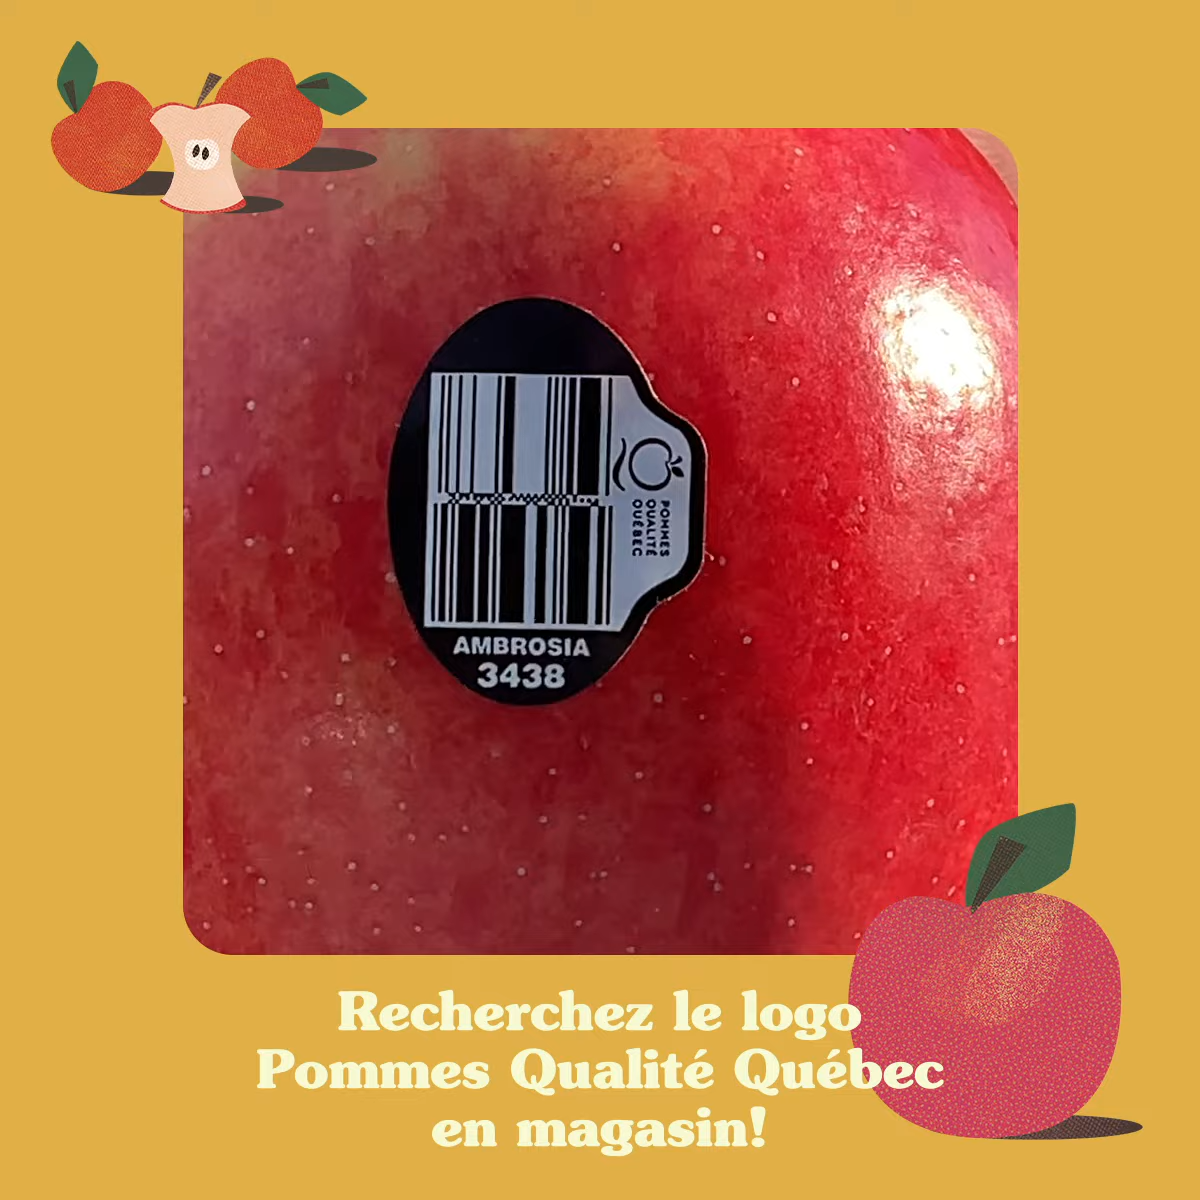 POMMES
QUALITÉ
QUÉBEC
AMBROSIA
3438
Recherchez le logo
Pommes Qualité Québec
en magasin!